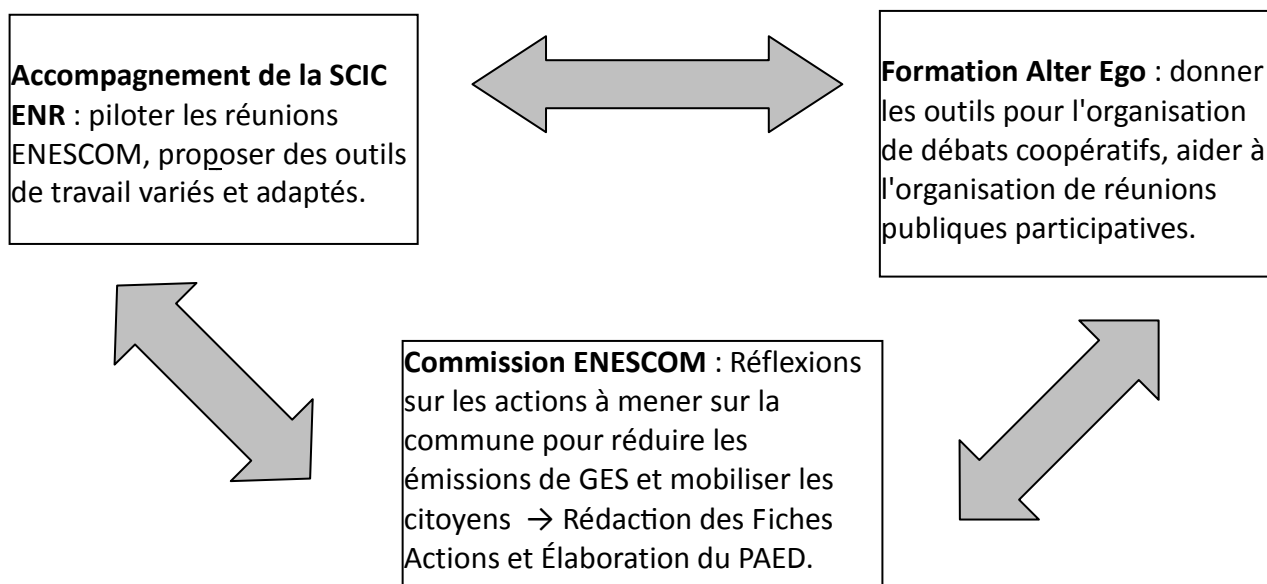 Accompagnement de la SCIC
ENR : piloter les réunions
ENESCOM, proposer des outils
de travail variés et adaptés.
Formation Alter Ego : donner
les outils pour l'organisation
de débats coopératifs, aider à
l'organisation de réunions
publiques participatives.
Commission ENESCOM : Réflexions
sur les actions à mener sur la
commune pour réduire les
émissions de GES et mobiliser les
citoyens → Rédaction des Fiches
Actions et Élaboration du PAED.